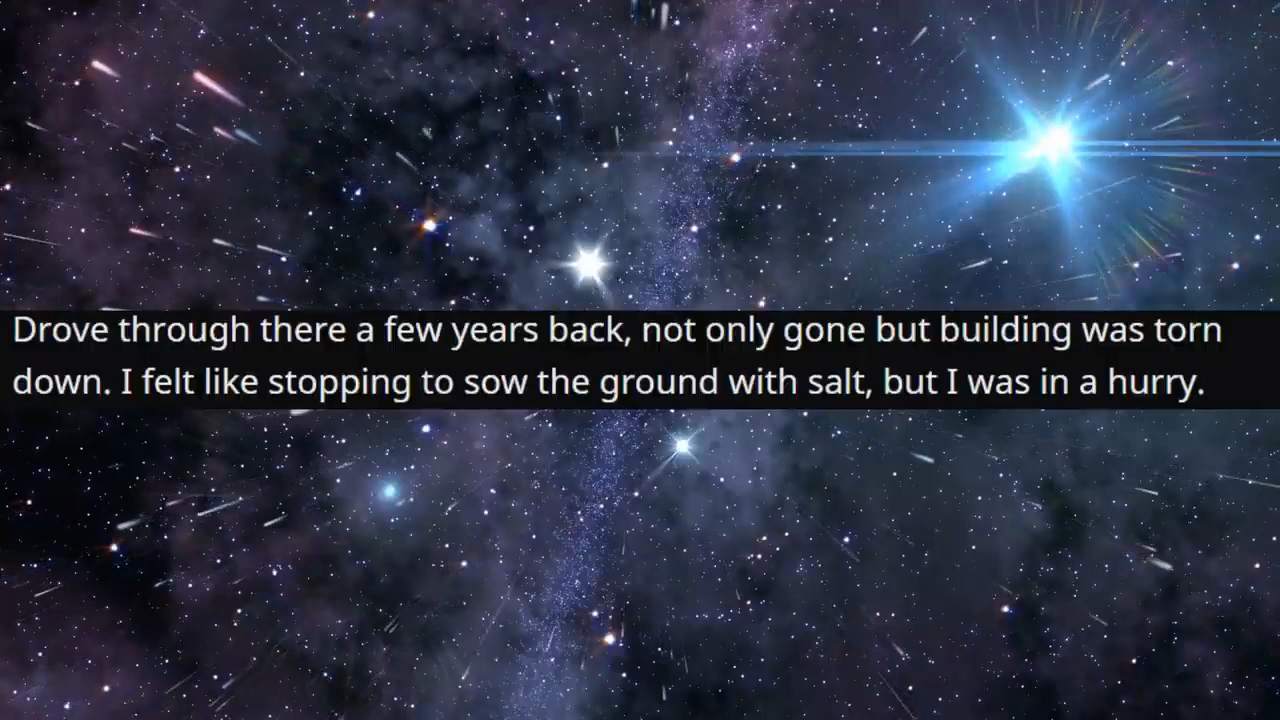 Drove through there a few years back, not only gone but building was torn
down. I felt like stopping to sow the ground with salt, but I was in a hurry.